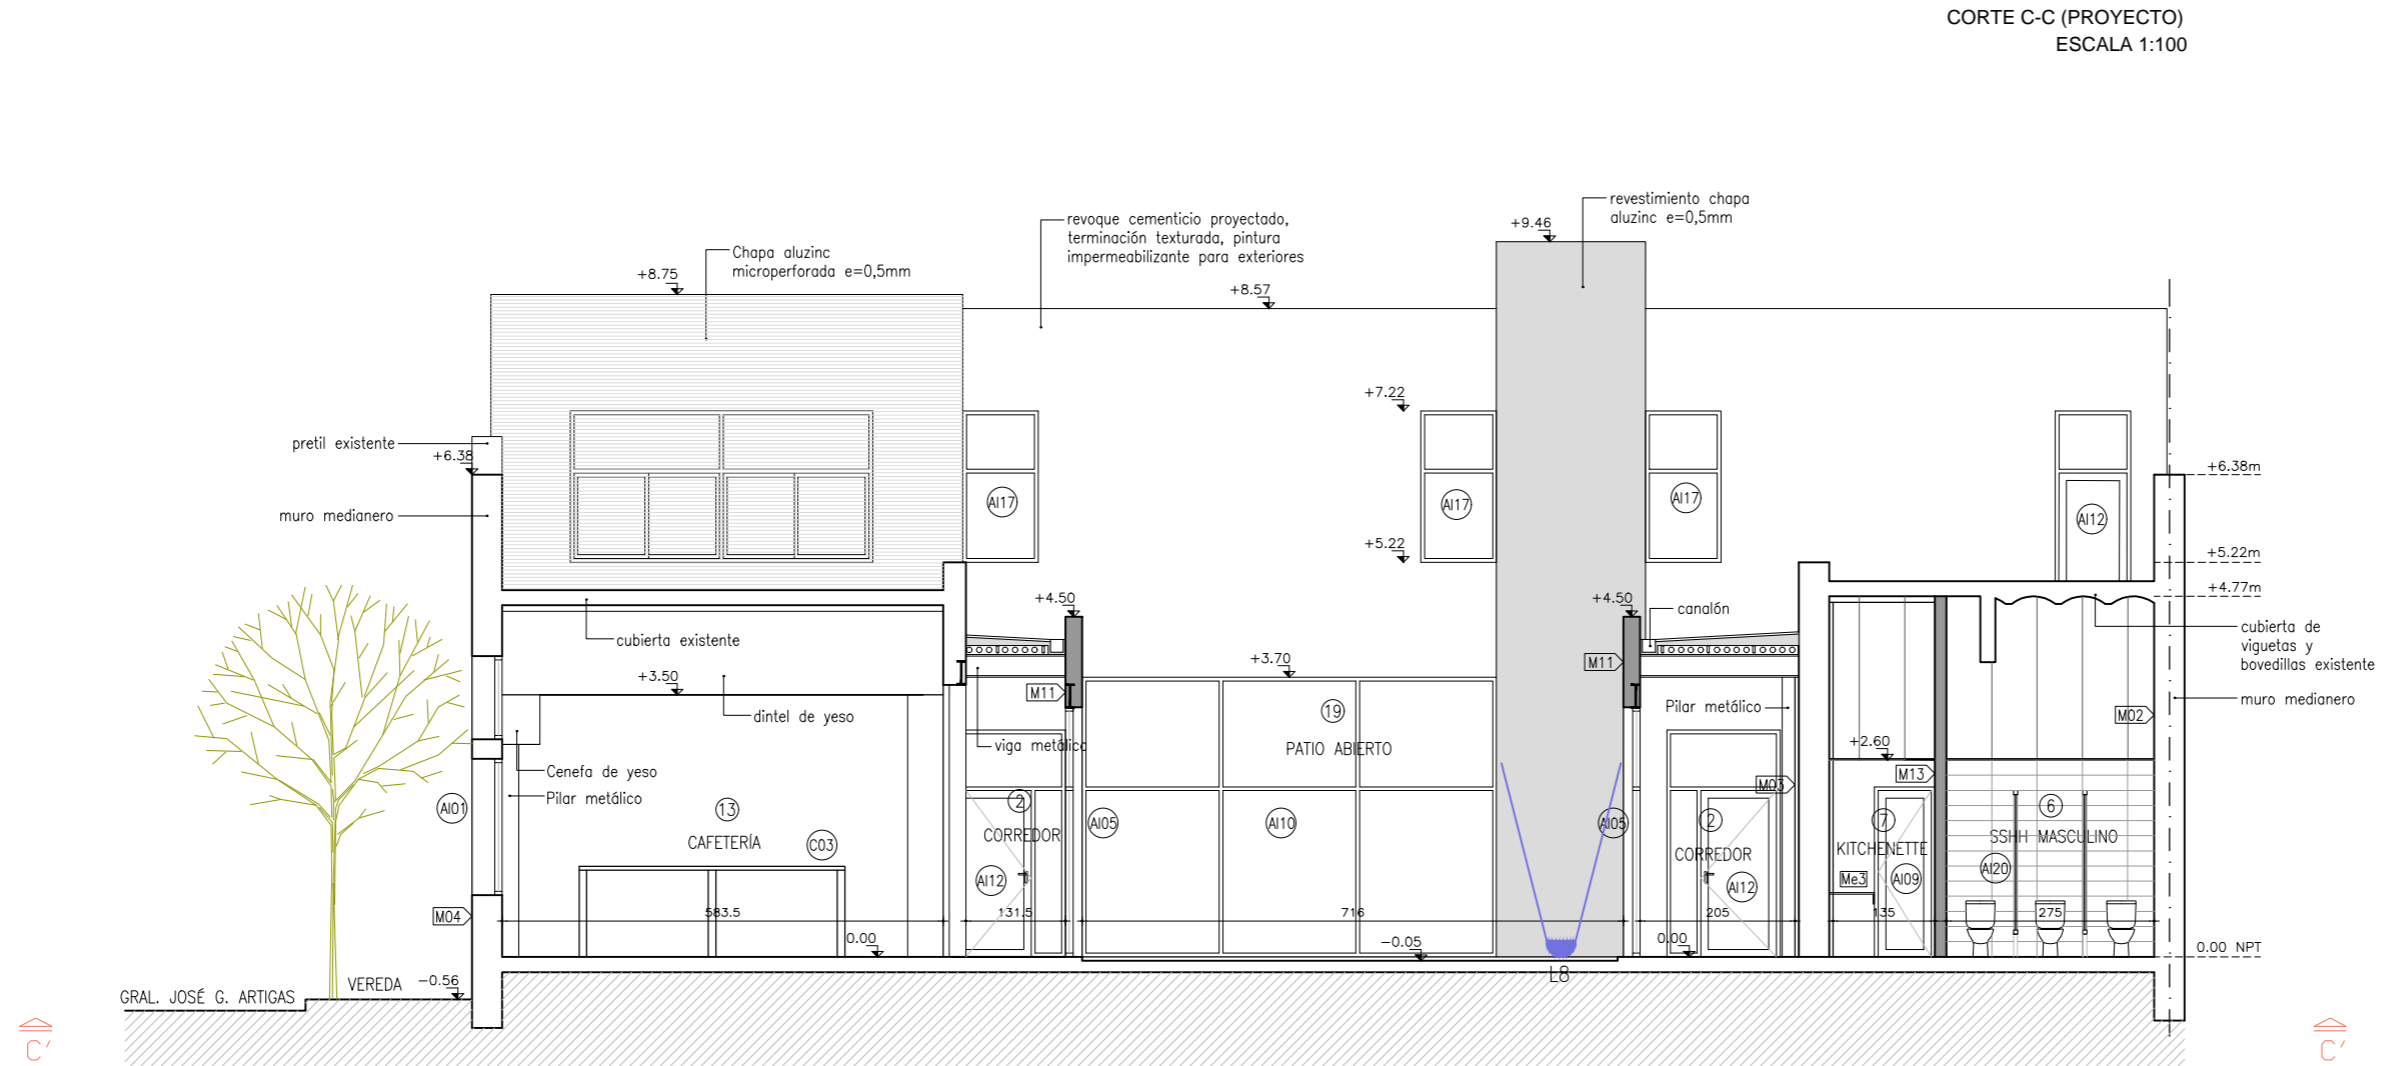 CORTE C-C (PROYECTO)
ESCALA 1:100
revestimiento chapa
aluzinc e=0,5mm
+9.46
revoque cementicio proyectado,
terminación texturada, pintura
impermeabilizante para exteriores
Chapa aluzinc
microperforada e=0,5mm
+8.75
+8.57
+7.22
pretil existente
+6.38
+6.38m
muro medianero
AI17
AI17
AI17
AI12
+5.22
+5.22m
+4.77m
+4.50
+4.50
canalón
cubierta existente
cubierta de
viguetas y
bovedillas existente
+3.70
M11
+3.50
M11
muro medianero
Pilar metálico
19
M02
dintel de yeso
viga metálica
PATIO ABIERTO
+2.60
Cenefa de yeso
M13
M03
Pilar metálico
AI01
13
2
2
7
6
CAFETERÍA
C03
CORREDOR
AI05
AI10
AI05
CORREDOR
KITCHENETTE
SSHH MASCULINO
AI12
AI12
Me3
AI09
AI20
M04
583.5
131.5
716
205
135
275
0.00
-0.05
0.00
0.00 NPT
L8
VEREDA
-0.56
GRAL. JOSÉ G. ARTIGAS
C'
C'